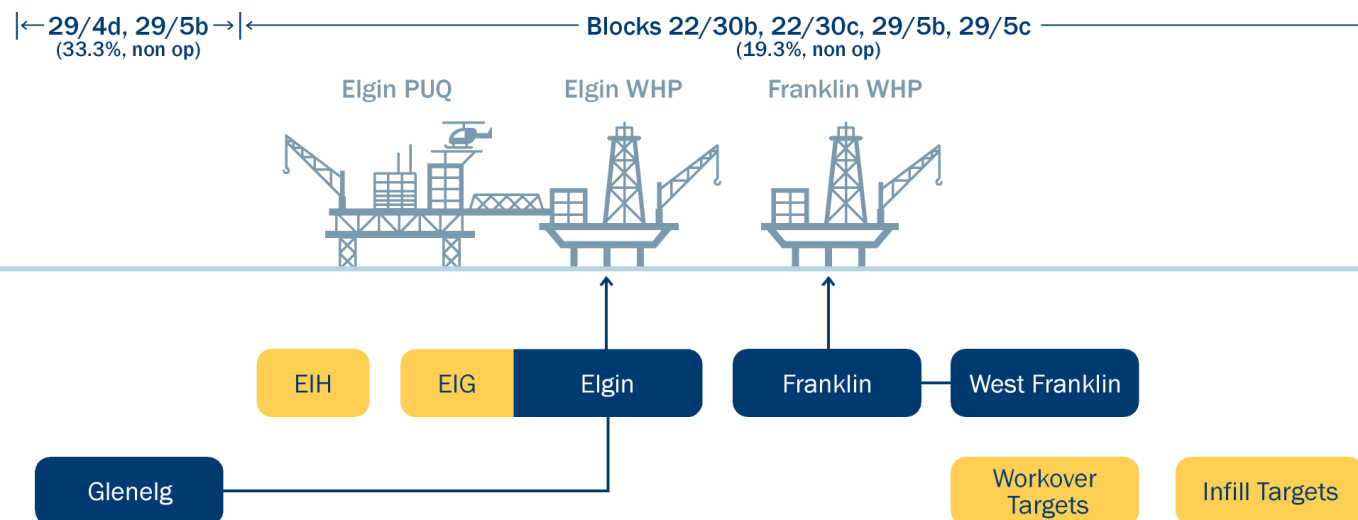 29/4d, 29/5b
(33.3%, non op)
Blocks 22/30b, 22/30c, 29/5b, 29/5c
(19.3%, non op)
Elgin PUQ
Elgin WHP
Franklin WHP
EIH
EIG
Elgin
Franklin
West Franklin
Glenelg
Workover
Targets
Infill Targets